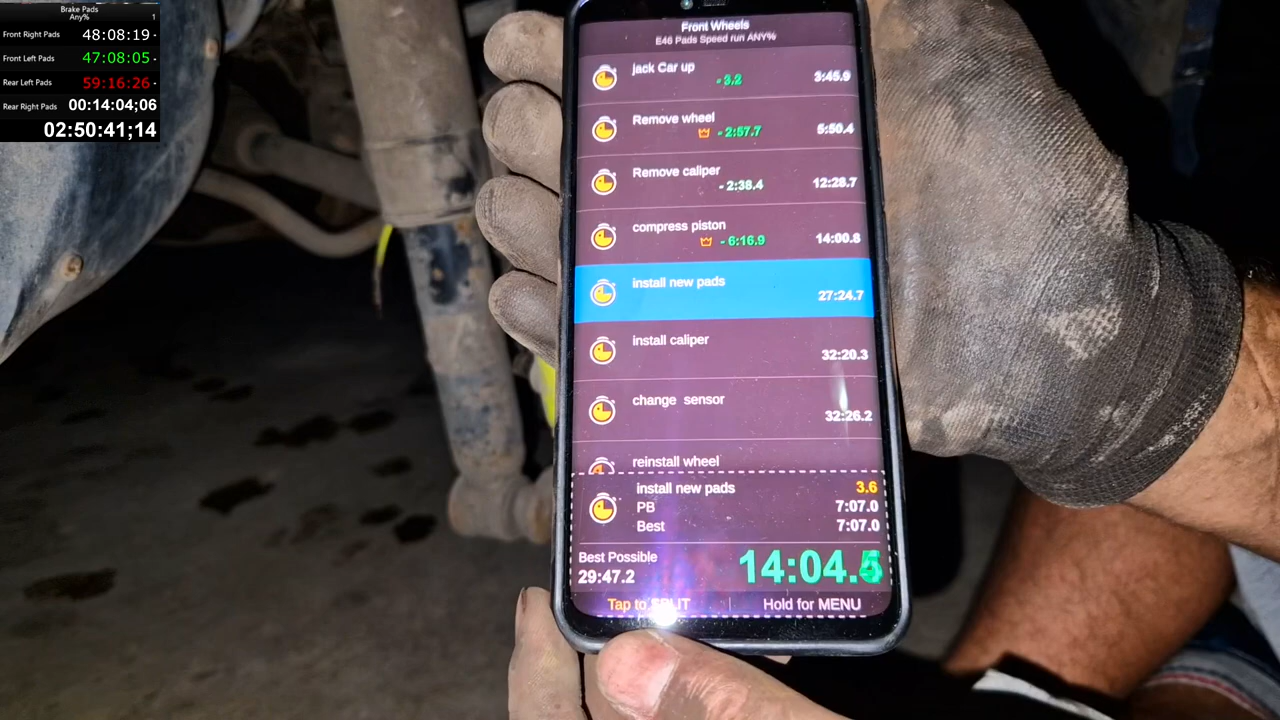 Brake Pads
Any%
1
Front Right Pads 48:08:19 -
Front Left Pads 47:08:05 -
Rear Left Pads 59:16:26 -
Rear Right Pads 00:14:04;06
02:50:41;14
Front Wheels
E46 Pads Speed run ANY%
jack Car up
- 3.2 3:45.9
Remove wheel
- 2:57.7 5:50.4
Remove caliper
- 2:38.4 12:28.7
compress piston
- 6:16.9 14:00.8
install new pads
27:24.7
install caliper
32:20.3
change sensor
32:26.2
reinstall wheel
install new pads 3.6
PB 7:07.0
Best 7:07.0
Best Possible
29:47.2 14:04.5
Tap to SPLIT | Hold for MENU